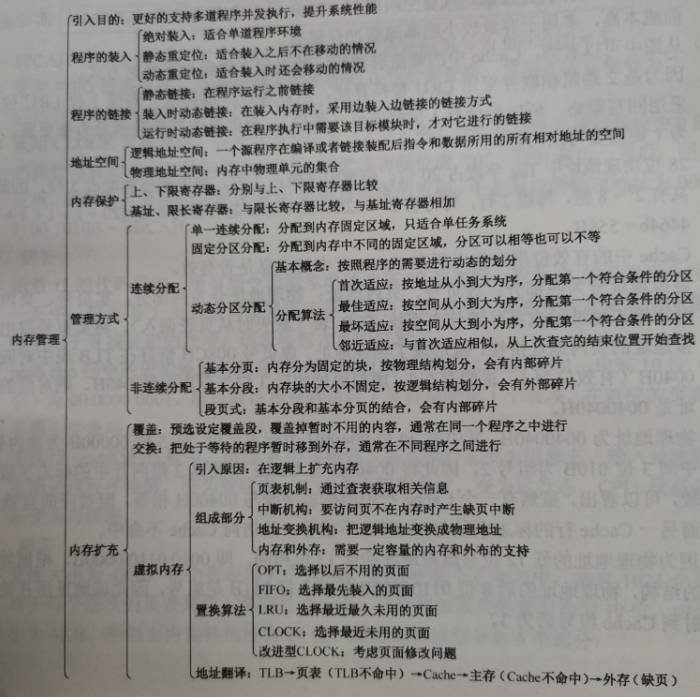 引入目的：更好的支持多道程序并发执行，提升系统性能
绝对装入：适合单道程序环境
程序的装入
静态重定位：适合装入之后不在移动的情况
动态重定位：适合装入时还会移动的情况
静态链接：在程序运行之前链接
程序的链接
装入时动态链接：在装入内存时，采用边装入边链接的链接方式
运行时动态链接：在程序执行中需要该目标模块时，才对它进行的链接
地址空间
逻辑地址空间：一个源程序在编译或者链接装配后指令和数据所用的所有相对地址的空间
物理地址空间：内存中物理单元的集合
内存保护
上、下限寄存器：分别与上、下限寄存器比较
基址、限长寄存器：与限长寄存器比较，与基址寄存器相加
单一连续分配：分配到内存固定区域，只适合单任务系统
固定分区分配：分配到内存中不同的固定区域，分区可以相等也可以不等
连续分配
基本概念：按照程序的需要进行动态的划分
动态分区分配
首次适应：按地址从小到大为序，分配第一个符合条件的分区
分配算法
最佳适应：按空间从小到大为序，分配第一个符合条件的分区
最坏适应：按空间从大到小为序，分配第一个符合条件的分区
邻近适应：与首次适应相似，从上次查完的结束位置开始查找
管理方式
内存管理
基本分页：内存分为固定的块，按物理结构划分，会有内部碎片
非连续分配
基本分段：内存块的大小不固定，按逻辑结构划分，会有外部碎片
段页式：基本分段和基本分页的结合，会有内部碎片
覆盖：预选设定覆盖段，覆盖掉暂时不用的内容，通常在同一个程序之中进行
交换：把处于等待的程序暂时移到外存，通常在不同程序之间进行
引入原因：在逻辑上扩充内存
页表机制：通过查表获取相关信息
组成部分
中断机构：要访问页不在内存时产生缺页中断
地址变换机构：把逻辑地址变换成物理地址
内存和外存：需要一定容量的内存和外布的支持
内存扩充
虚拟内存
OPT：选择以后不用的页面
FIFO：选择最先装入的页面
置换算法
LRU：选择最近最久未用的页面
CLOCK：选择最近未用的页面
改进型CLOCK：考虑页面修改问题
地址翻译：TLB→页表（TLB不命中）→Cache→主存（Cache不命中）→外存（缺页）